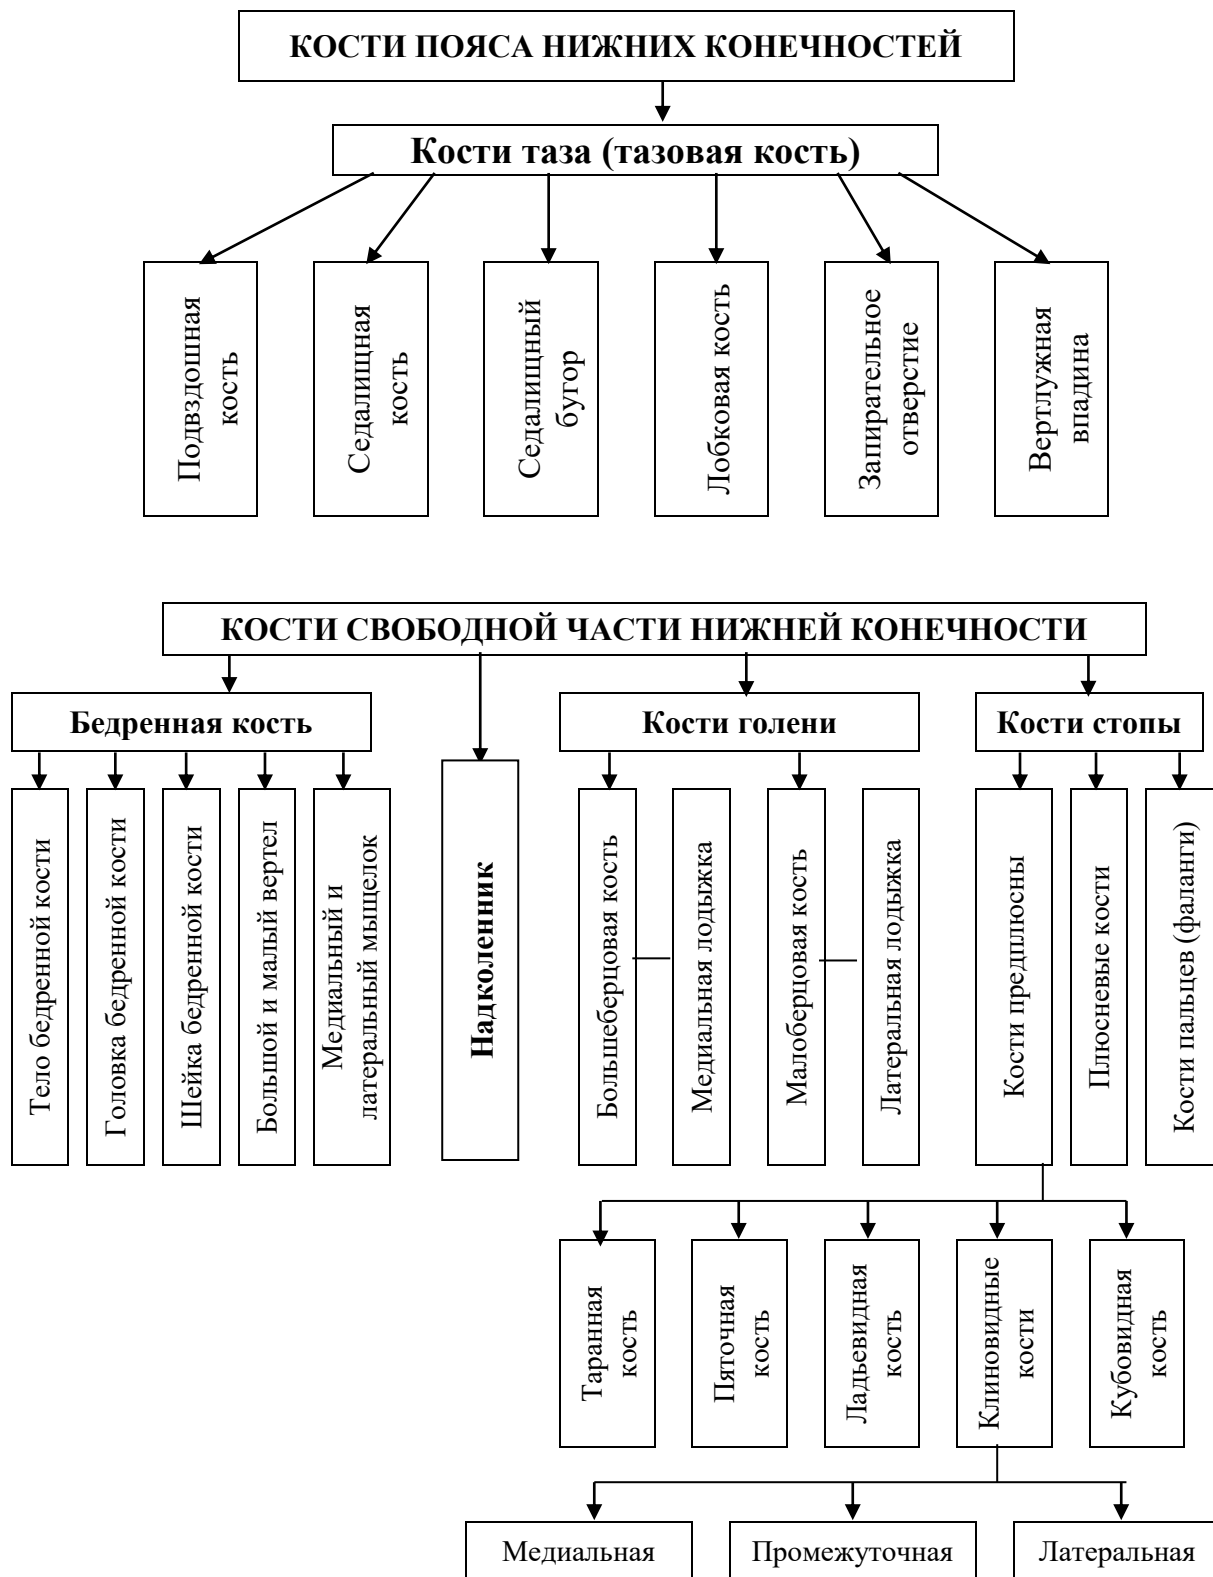 КОСТИ ПОЯСА НИЖНИХ КОНЕЧНОСТЕЙ
Кости таза (тазовая кость)
Подвздошная
кость
Седалищная
кость
Седалищный
бугор
Лобковая кость
Запирательное
отверстие
Вертлужная
впадина
КОСТИ СВОБОДНОЙ ЧАСТИ НИЖНЕЙ КОНЕЧНОСТИ
Бедренная кость
Кости голени
Кости стопы
Тело бедренной кости
Головка бедренной кости
Шейка бедренной кости
Большой и малый вертел
Медиальный и
латеральный мыщелок
Надколенник
Большеберцовая кость
Медиальная лодыжка
Малоберцовая кость
Латеральная лодыжка
Кости предплюсны
Плюсневые кости
Кости пальцев (фаланги)
Таранная
кость
Пяточная
кость
Ладьевидная
кость
Клиновидные
кости
Кубовидная
кость
Медиальная
Промежуточная
Латеральная